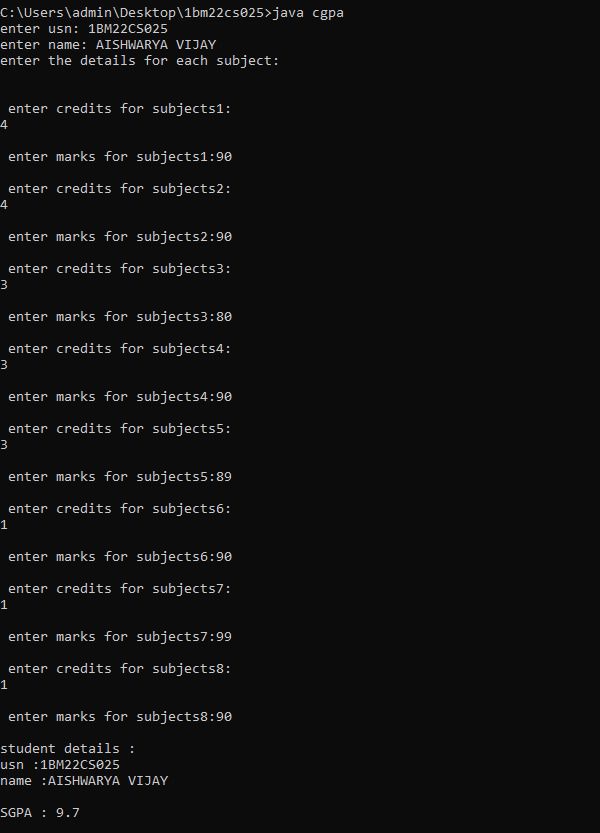 C:\Users\admin\Desktop\1bm22cs025>java cgpa
enter usn: 1BM22CS025
enter name: AISHWARYA VIJAY
enter the details for each subject:
enter credits for subjects1:
4
enter marks for subjects1:90
enter credits for subjects2:
4
enter marks for subjects2:90
enter credits for subjects3:
3
enter marks for subjects3:80
enter credits for subjects4:
3
enter marks for subjects4:90
enter credits for subjects5:
3
enter marks for subjects5:89
enter credits for subjects6:
1
enter marks for subjects6:90
enter credits for subjects7:
1
enter marks for subjects7:99
enter credits for subjects8:
1
enter marks for subjects8:90
student details :
usn :1BM22CS025
name :AISHWARYA VIJAY
SGPA : 9.7